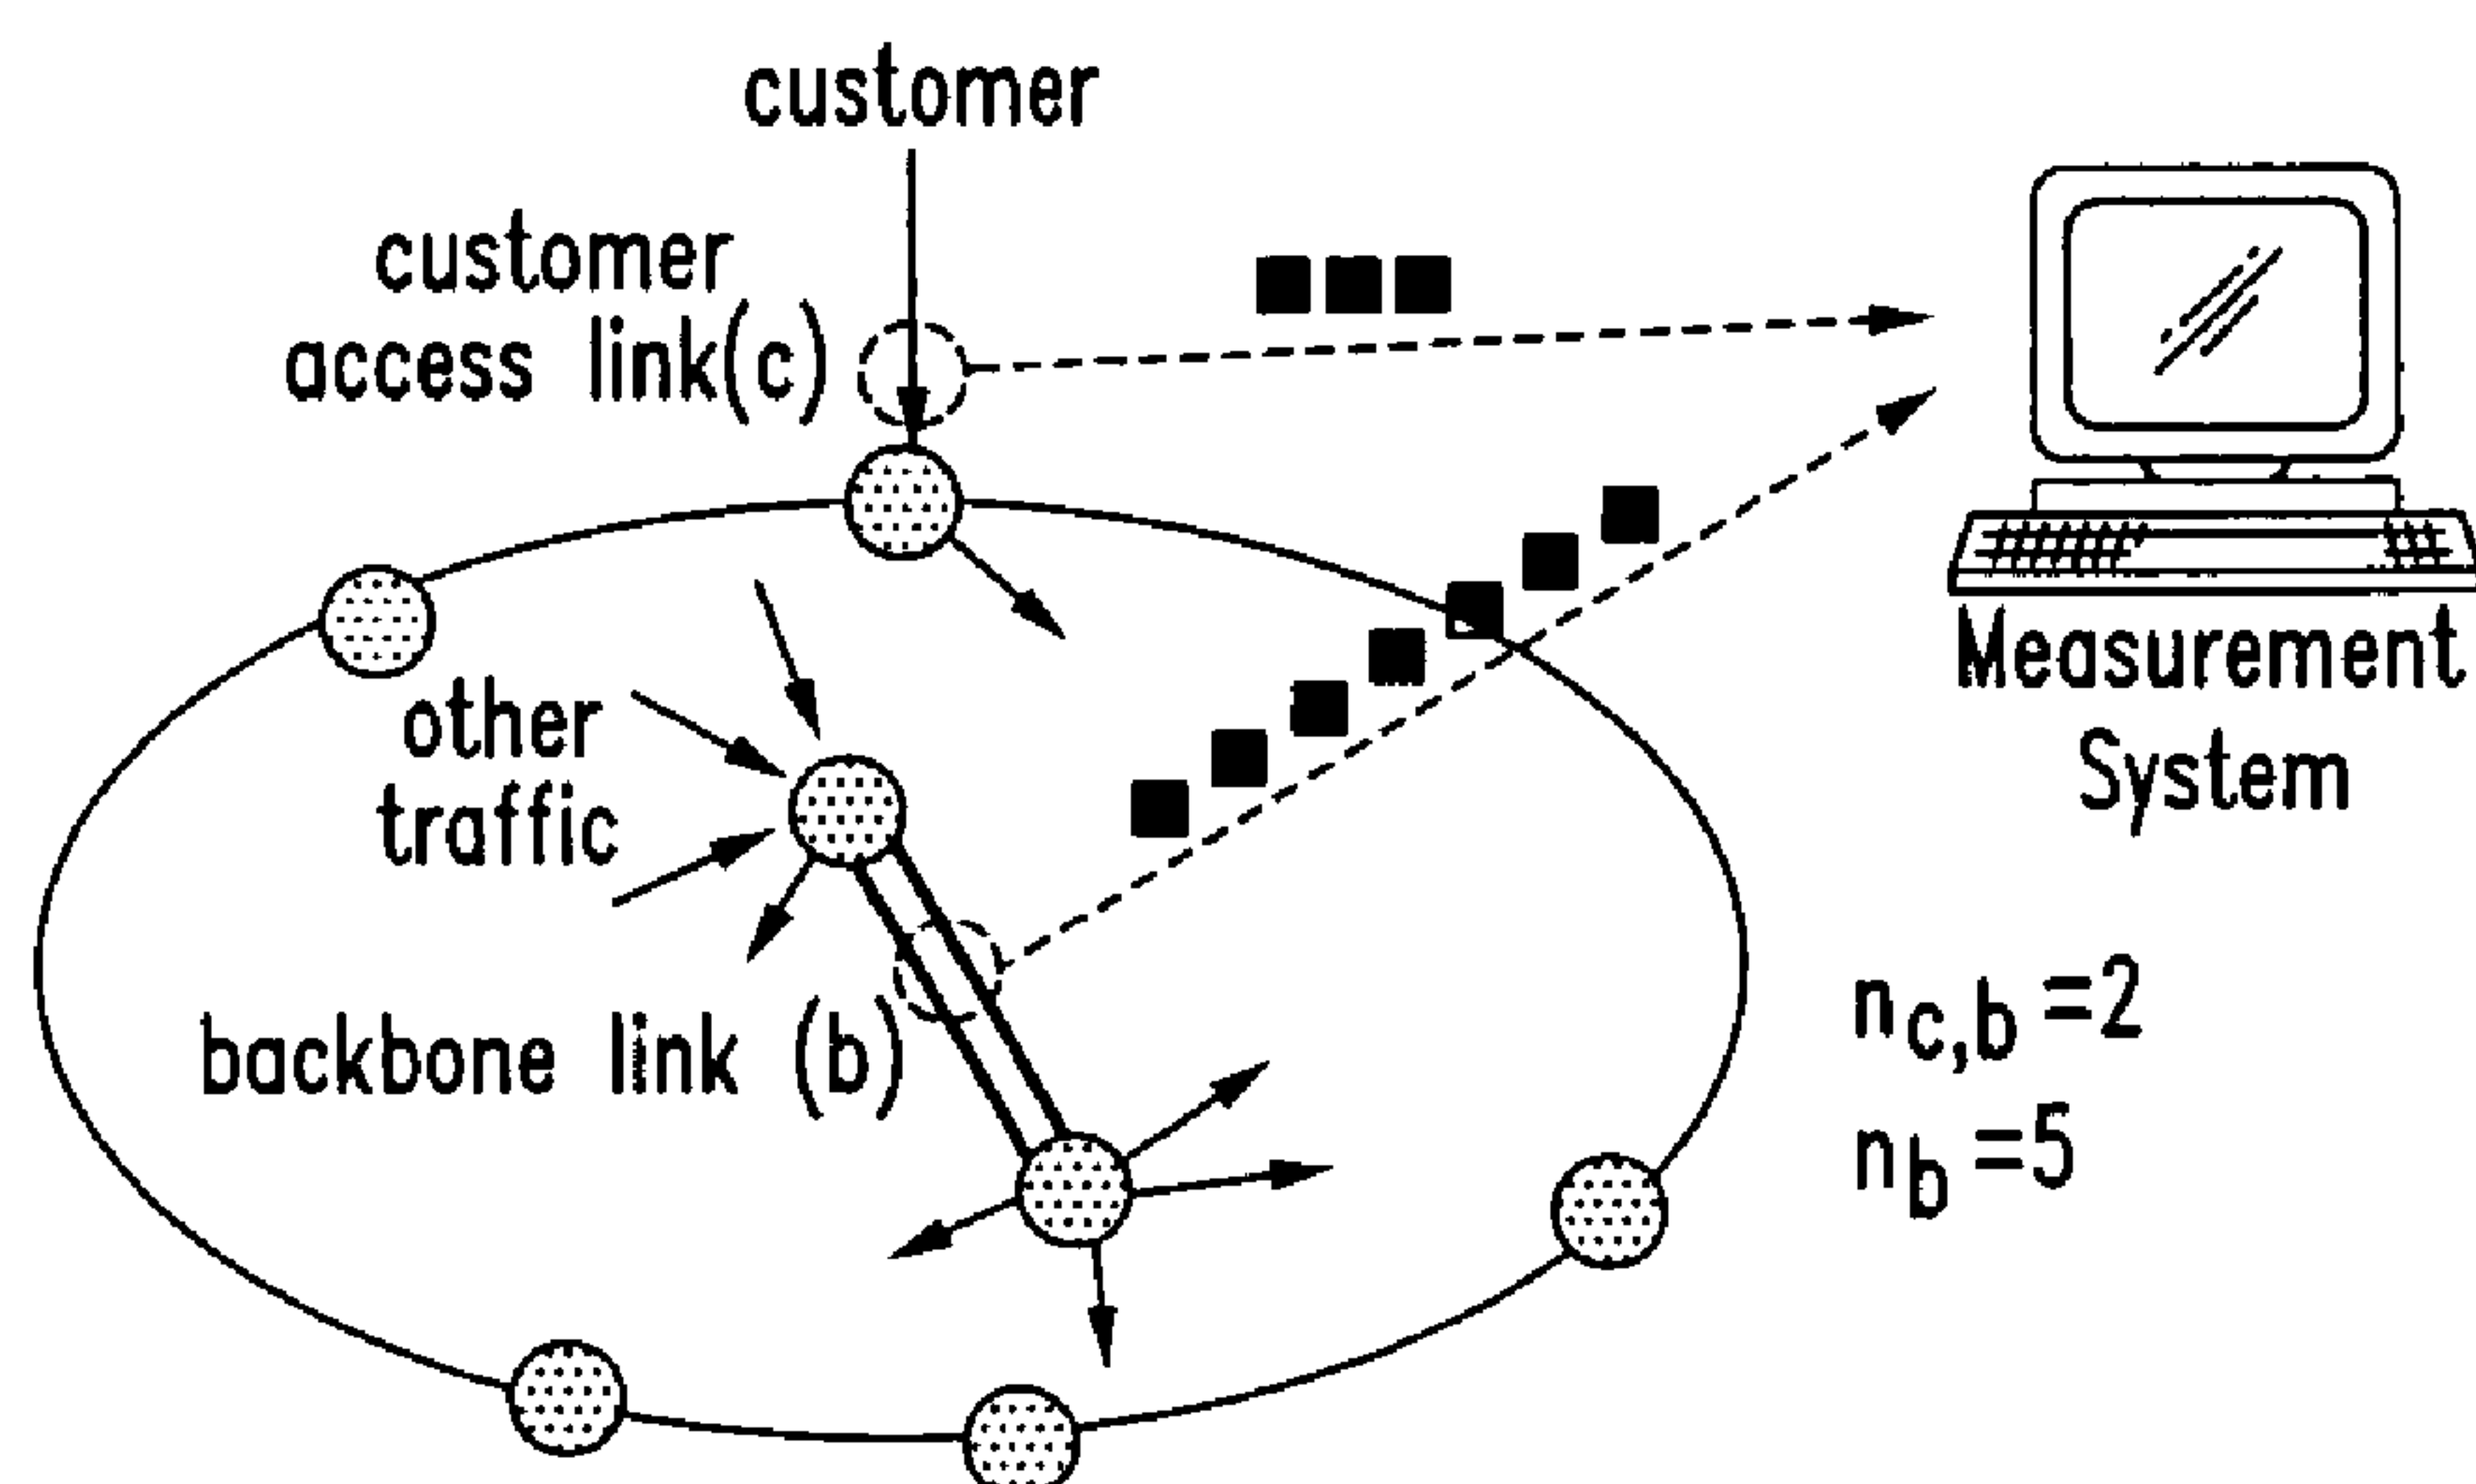 customer
customer
access link(c)
other
traffic
backbone link (b)
Measurement
System
n_c,b =2
n_b =5